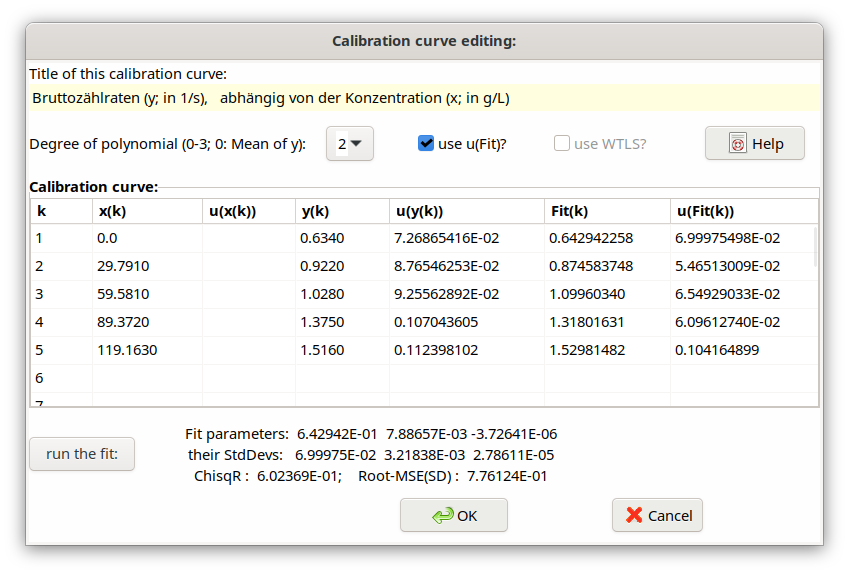 Calibration curve editing:
Title of this calibration curve:
Bruttozählraten (y; in 1/s),   abhängig von der Konzentration (x; in g/L)
Degree of polynomial (0-3; 0: Mean of y): 2 use u(Fit)? use WTLS? Help
Calibration curve:
k x(k) u(x(k)) y(k) u(y(k)) Fit(k) u(Fit(k))
1 0.0 0.6340 7.26865416E-02 0.642942258 6.99975498E-02
2 29.7910 0.9220 8.76546253E-02 0.874583748 5.46513009E-02
3 59.5810 1.0280 9.25562892E-02 1.09960340 6.54929033E-02
4 89.3720 1.3750 0.107043605 1.31801631 6.09612740E-02
5 119.1630 1.5160 0.112398102 1.52981482 0.104164899
6
7
Fit parameters:  6.42942E-01  7.88657E-03 -3.72641E-06
run the fit: their StdDevs:   6.99975E-02  3.21838E-03  2.78611E-05
ChisqR :  6.02369E-01;    Root-MSE(SD) :  7.76124E-01
OK Cancel